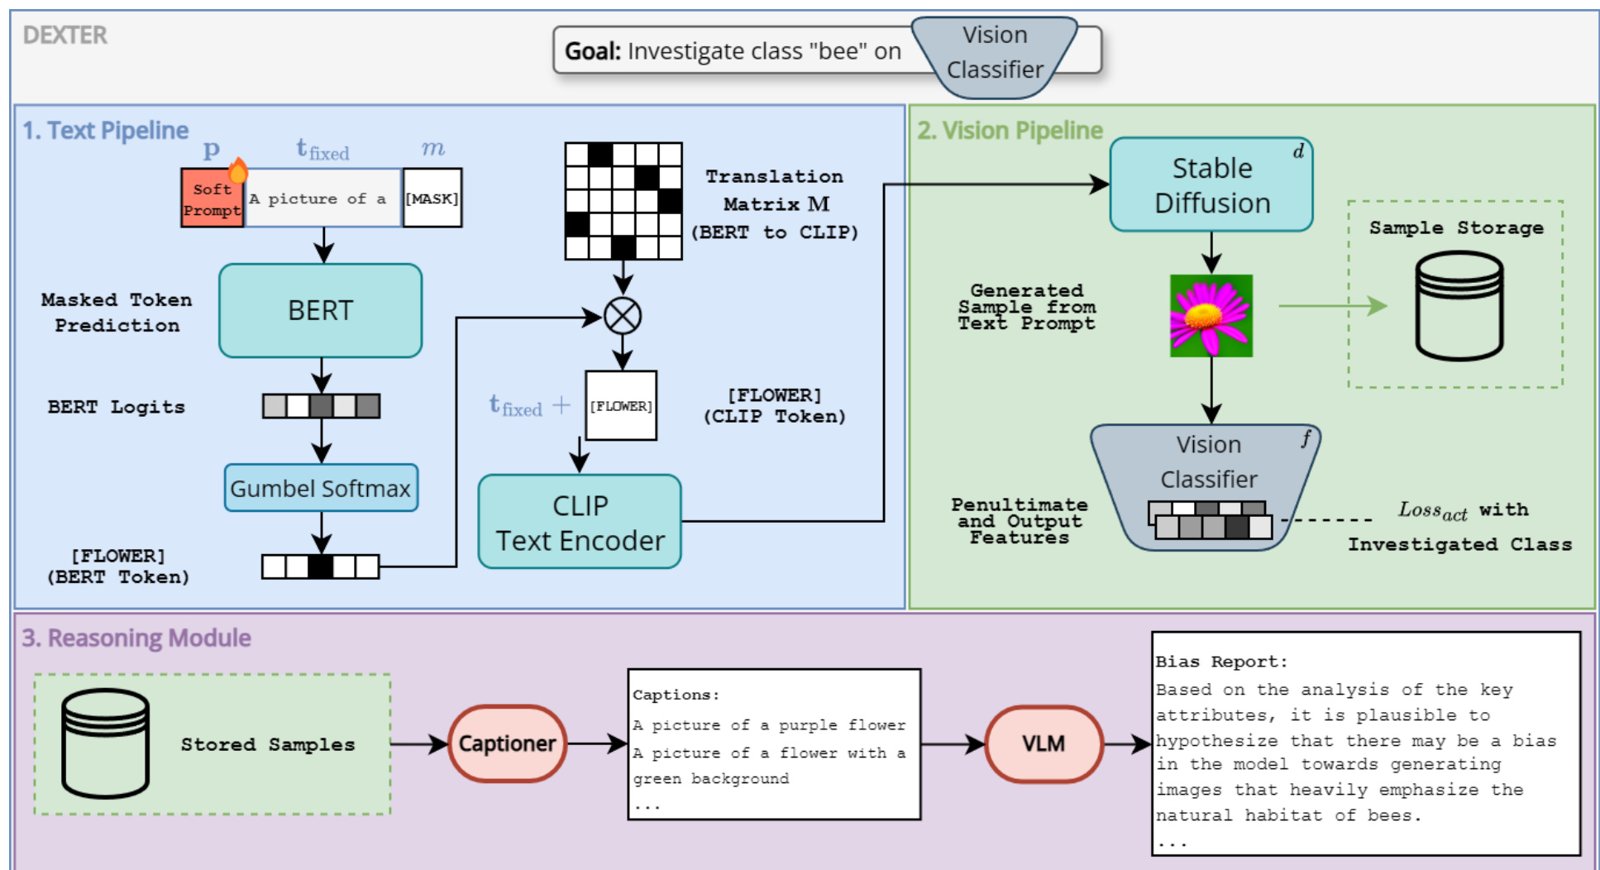 DEXTER
Goal: Investigate class "bee" on
Vision
Classifier
1. Text Pipeline
p
t_fixed
m
Soft
Prompt
A picture of a
[MASK]
Masked Token
Prediction
BERT
BERT Logits
Gumbel Softmax
[FLOWER]
(BERT Token)
Translation
Matrix M
(BERT to CLIP)
t_fixed +
[FLOWER]
[FLOWER]
(CLIP Token)
CLIP
Text Encoder
2. Vision Pipeline
Stable
Diffusion
d
Sample Storage
Generated
Sample from
Text Prompt
Vision
Classifier
f
Penultimate
and Output
Features
Loss_act with
Investigated Class
3. Reasoning Module
Stored Samples
Captioner
Captions:
A picture of a purple flower
A picture of a flower with a
green background
...
VLM
Bias Report:
Based on the analysis of the key
attributes, it is plausible to
hypothesize that there may be a bias
in the model towards generating
images that heavily emphasize the
natural habitat of bees.
...